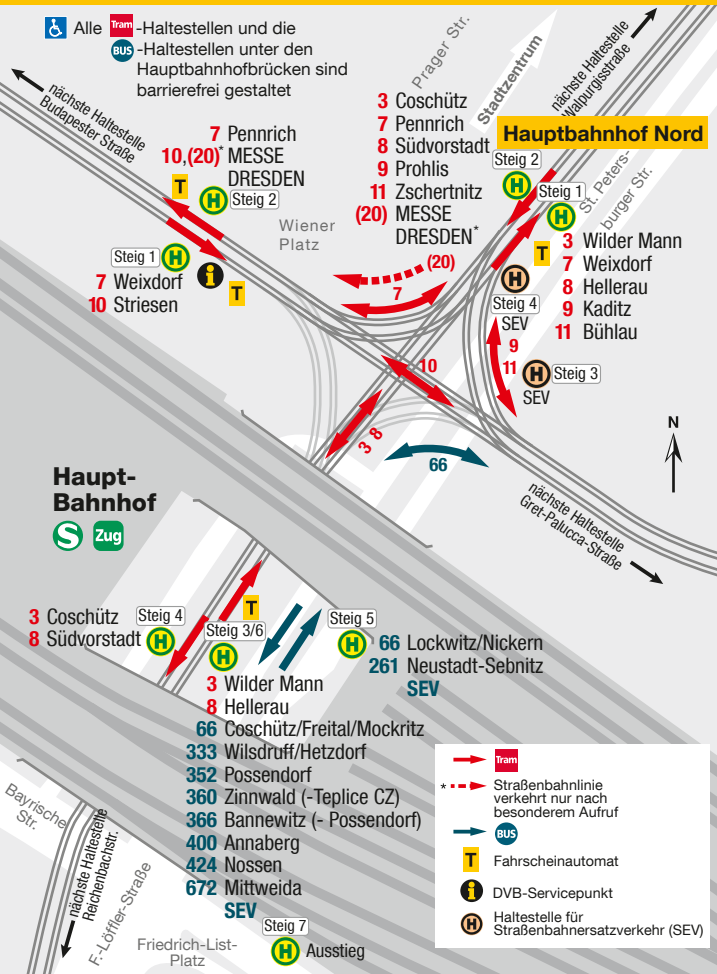 Alle Tram -Haltestellen und die
BUS -Haltestellen unter den
Hauptbahnhofbrücken sind
barrierefrei gestaltet
nächste Haltestelle
Budapester Straße
7 Pennrich
10,(20)* MESSE
DRESDEN
T
H
Steig 2
Steig 1
H
i
T
7 Weixdorf
10 Striesen
Wiener
Platz
Prager Str.
Stadtzentrum
nächste Haltestelle
Walpurgisstraße
3 Coschütz
7 Pennrich
8 Südvorstadt
9 Prohlis
11 Zschertnitz
(20) MESSE
DRESDEN*
Hauptbahnhof Nord
Steig 2
H
Steig 1
H
St. Peters-
burger Str.
T
3 Wilder Mann
7 Weixdorf
8 Hellerau
9 Kaditz
11 Bühlau
H
Steig 4
SEV
H
Steig 3
SEV
(20)
7
9
11
10
3 8
66
N
nächste Haltestelle
Gret-Palucca-Straße
Haupt-
Bahnhof
S
Zug
3 Coschütz
8 Südvorstadt
Steig 4
H
T
Steig 3/6
H
Steig 5
H
66 Lockwitz/Nickern
261 Neustadt-Sebnitz
SEV
3 Wilder Mann
8 Hellerau
66 Coschütz/Freital/Mockritz
333 Wilsdruff/Hetzdorf
352 Possendorf
360 Zinnwald (-Teplice CZ)
366 Bannewitz (- Possendorf)
400 Annaberg
424 Nossen
672 Mittweida
SEV
Bayrische
Str.
nächste Haltestelle
Reichenbachstr.
F.-Löffler-Straße
Friedrich-List-
Platz
Steig 7
H
Ausstieg
Tram
* Straßenbahnlinie
verkehrt nur nach
besonderem Aufruf
BUS
T Fahrscheinautomat
i DVB-Servicepunkt
H Haltestelle für
Straßenbahnersatzverkehr (SEV)